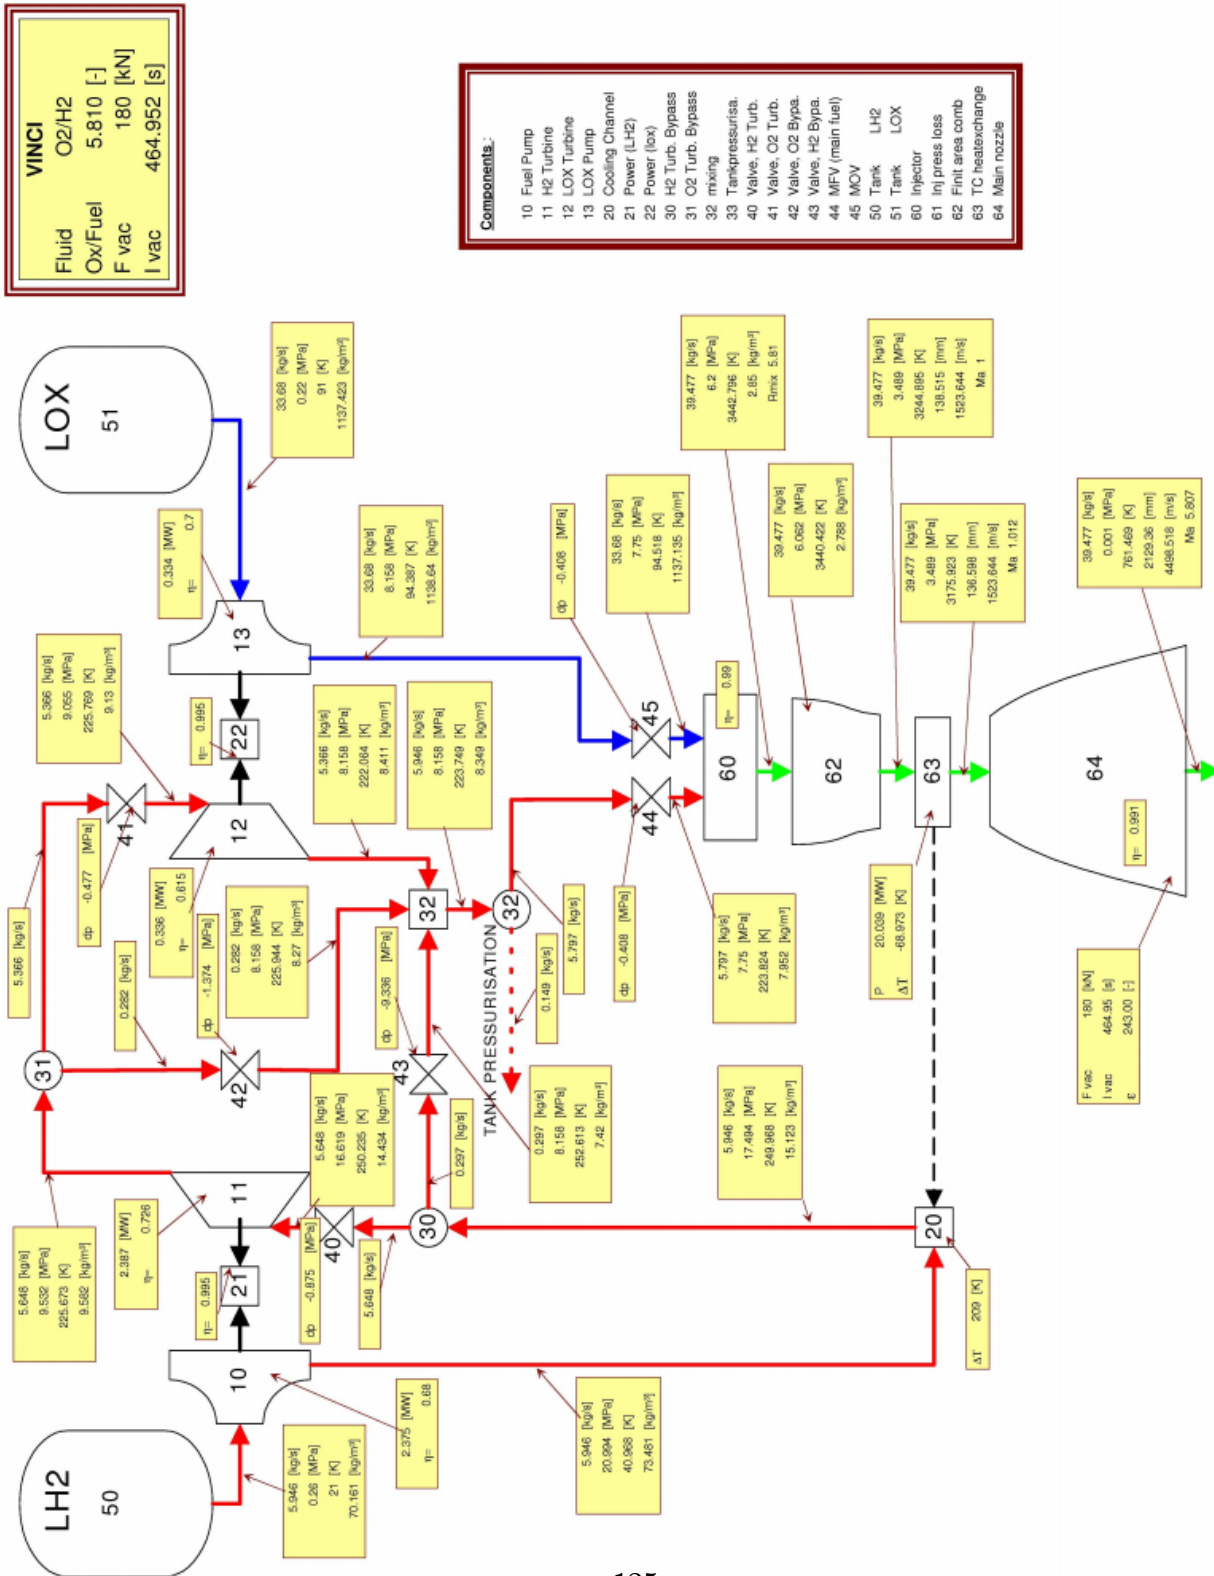 VINCI
Fluid O2/H2
Ox/Fuel 5.810 [-]
F vac 180 [kN]
I vac 464.952 [s]
LH2
50
5.946 [kg/s]
0.26 [MPa]
21 [K]
70.161 [kg/m³]
10
2.375 [MW]
η= 0.68
η= 0.995
21
2.387 [MW]
η= 0.726
11
5.648 [kg/s]
9.532 [MPa]
225.673 [K]
9.582 [kg/m³]
31
5.366 [kg/s]
0.282 [kg/s]
dp -0.477 [MPa]
41
5.366 [kg/s]
9.055 [MPa]
225.769 [K]
9.13 [kg/m³]
0.336 [MW]
η= 0.615
12
η= 0.995
22
13
0.334 [MW]
η= 0.7
LOX
51
33.68 [kg/s]
0.22 [MPa]
91 [K]
1137.423 [kg/m³]
dp -1.374 [MPa]
42
0.282 [kg/s]
8.158 [MPa]
225.944 [K]
8.27 [kg/m³]
dp -0.875 [MPa]
40
5.648 [kg/s]
16.619 [MPa]
250.235 [K]
14.434 [kg/m³]
5.648 [kg/s]
30
0.297 [kg/s]
43
dp -9.336 [MPa]
32
5.366 [kg/s]
8.158 [MPa]
222.064 [K]
8.411 [kg/m³]
33.68 [kg/s]
8.158 [MPa]
94.387 [K]
1138.64 [kg/m³]
5.946 [kg/s]
8.158 [MPa]
223.749 [K]
8.349 [kg/m³]
TANK PRESSURISATION
32
0.149 [kg/s]
5.797 [kg/s]
0.297 [kg/s]
8.158 [MPa]
252.613 [K]
7.42 [kg/m³]
5.946 [kg/s]
20.994 [MPa]
40.968 [K]
73.481 [kg/m³]
dp -0.408 [MPa]
44
dp -0.408 [MPa]
45
5.797 [kg/s]
7.75 [MPa]
223.824 [K]
7.952 [kg/m³]
33.68 [kg/s]
7.75 [MPa]
94.518 [K]
1137.135 [kg/m³]
60
η= 0.99
39.477 [kg/s]
6.2 [MPa]
3442.796 [K]
2.85 [kg/m³]
Rmix 5.81
5.946 [kg/s]
17.494 [MPa]
249.968 [K]
15.123 [kg/m³]
62
39.477 [kg/s]
6.062 [MPa]
3440.422 [K]
2.788 [kg/m³]
39.477 [kg/s]
3.489 [MPa]
3244.895 [K]
138.515 [mm]
1523.644 [m/s]
Ma 1
P 20.039 [MW]
ΔT -68.973 [K]
63
20
ΔT 209 [K]
39.477 [kg/s]
3.489 [MPa]
3175.923 [K]
136.598 [mm]
1523.644 [m/s]
Ma 1.012
64
η= 0.991
F vac 180 [kN]
I vac 464.95 [s]
ε 243.00 [-]
39.477 [kg/s]
0.001 [MPa]
761.469 [K]
2129.36 [mm]
4498.518 [m/s]
Ma 5.807
Components :
10 Fuel Pump
11 H2 Turbine
12 LOX Turbine
13 LOX Pump
20 Cooling Channel
21 Power (LH2)
22 Power (lox)
30 H2 Turb. Bypass
31 O2 Turb. Bypass
32 mixing
33 Tankpressurisa.
40 Valve, H2 Turb.
41 Valve, O2 Turb.
42 Valve, O2 Bypa.
43 Valve, H2 Bypa.
44 MFV (main fuel)
45 MOV
50 Tank LH2
51 Tank LOX
60 Injector
61 Inj press loss
62 Finit area comb
63 TC heatexchange
64 Main nozzle